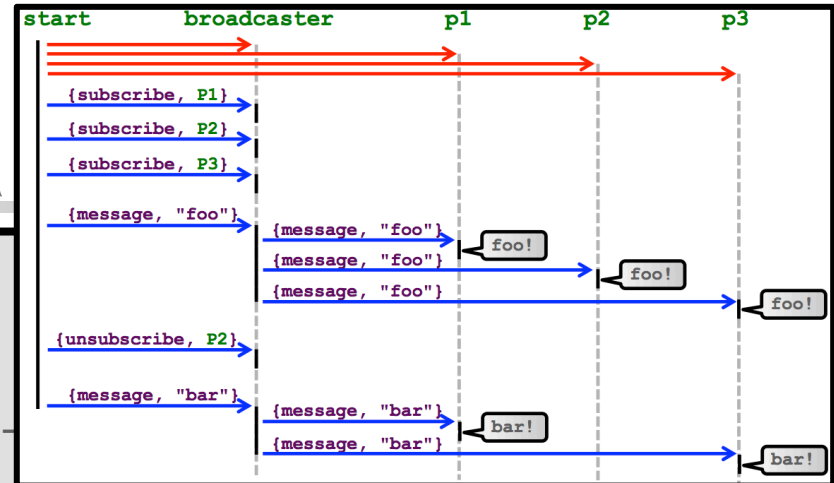 start broadcaster p1 p2 p3
{subscribe, P1}
{subscribe, P2}
{subscribe, P3}
{message, "foo"}
{message, "foo"}
foo!
{message, "foo"}
foo!
{message, "foo"}
foo!
{unsubscribe, P2}
{message, "bar"}
{message, "bar"}
bar!
{message, "bar"}
bar!